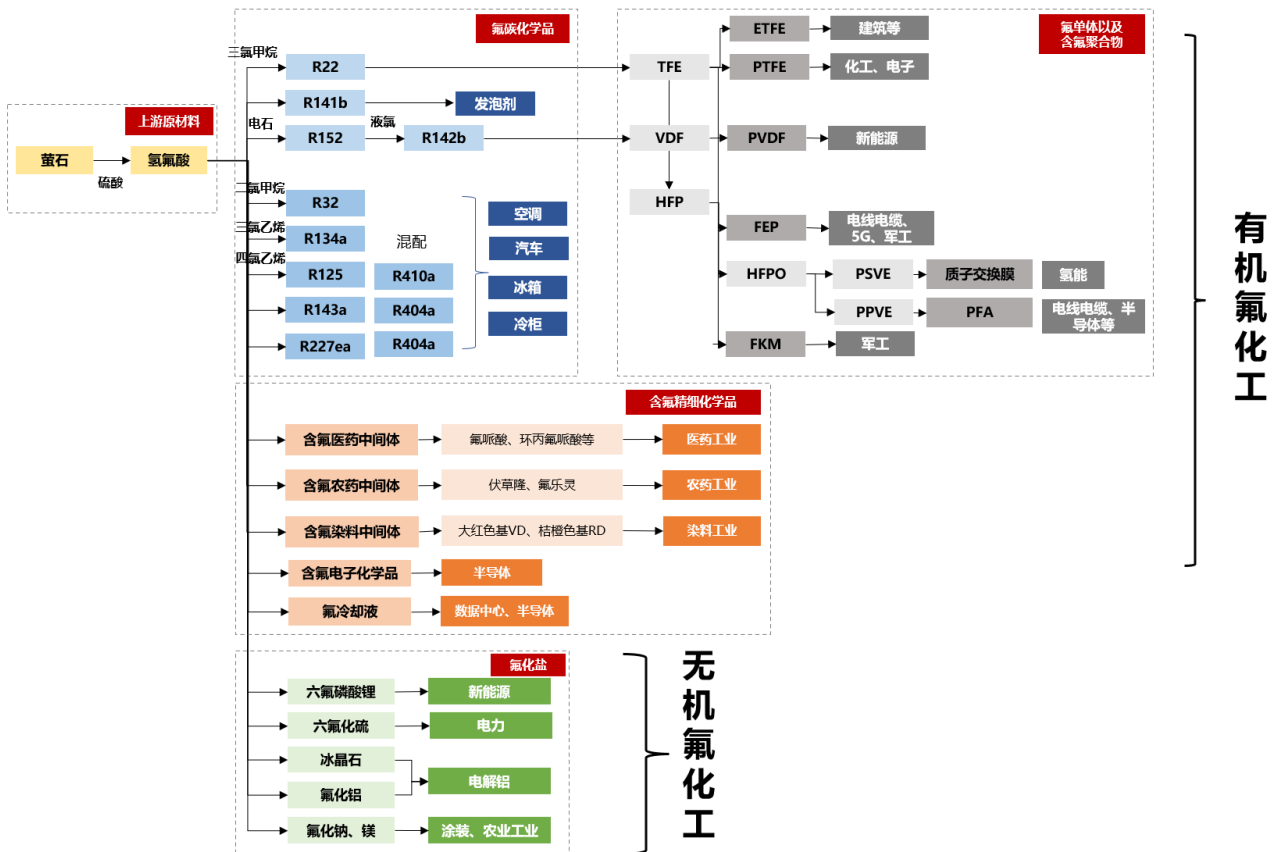 上游原材料
萤石
硫酸
氢氟酸
氟碳化学品
三氯甲烷
R22
R141b
发泡剂
电石
R152
液氯
R142b
二氯甲烷
R32
三氯乙烯
R134a
四氯乙烯
R125
R143a
R227ea
混配
R410a
R404a
R404a
空调
汽车
冰箱
冷柜
氟单体以及
含氟聚合物
ETFE
建筑等
TFE
PTFE
化工、电子
VDF
PVDF
新能源
HFP
FEP
电线电缆、
5G、军工
HFPO
PSVE
质子交换膜
氢能
PPVE
PFA
电线电缆、半
导体等
FKM
军工
有机氟化工
含氟精细化学品
含氟医药中间体
氟哌酸、环丙氟哌酸等
医药工业
含氟农药中间体
伏草隆、氟乐灵
农药工业
含氟染料中间体
大红色基VD、桔橙色基RD
染料工业
含氟电子化学品
半导体
氟冷却液
数据中心、半导体
氟化盐
六氟磷酸锂
新能源
六氟化硫
电力
冰晶石
氟化铝
电解铝
氟化钠、镁
涂装、农业工业
无机氟化工